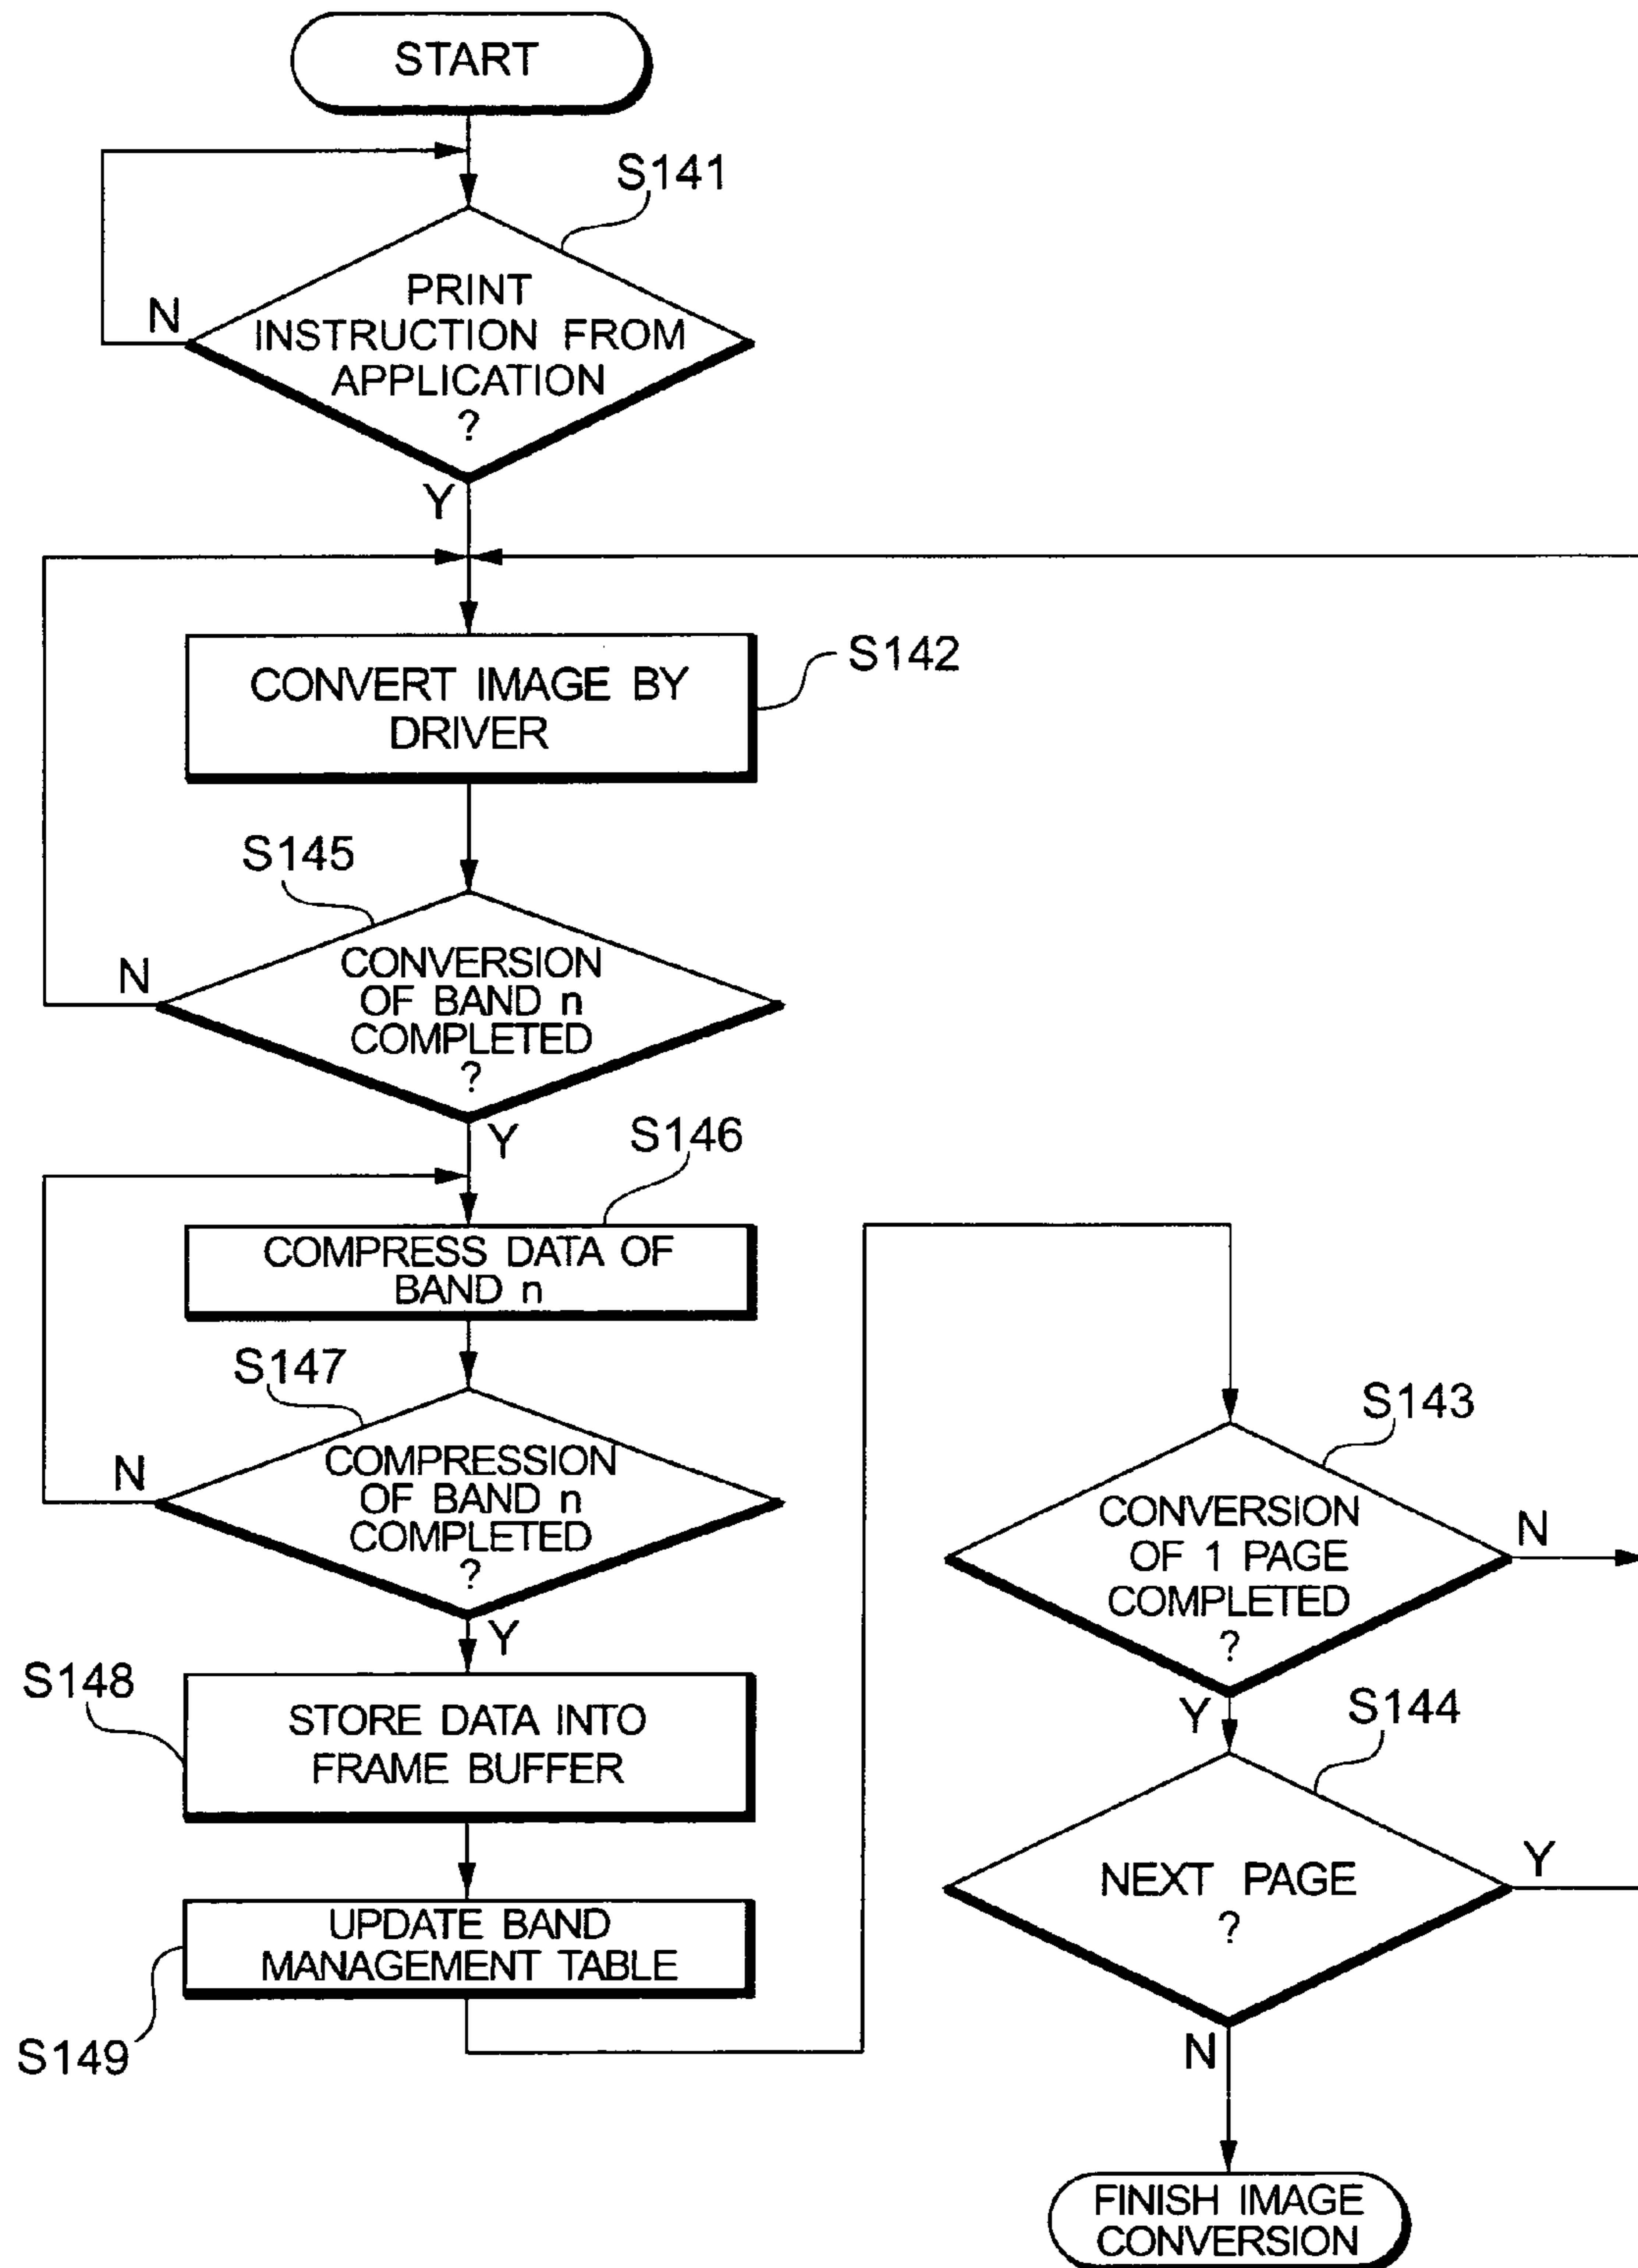 START
S141
PRINT
INSTRUCTION FROM
APPLICATION
?
N
Y
S142
CONVERT IMAGE BY
DRIVER
S145
CONVERSION
OF BAND n
COMPLETED
?
N
Y
S146
COMPRESS DATA OF
BAND n
S147
COMPRESSION
OF BAND n
COMPLETED
?
N
Y
S148
STORE DATA INTO
FRAME BUFFER
S149
UPDATE BAND
MANAGEMENT TABLE
S143
CONVERSION
OF 1 PAGE
COMPLETED
?
N
Y
S144
NEXT PAGE
?
Y
N
FINISH IMAGE
CONVERSION